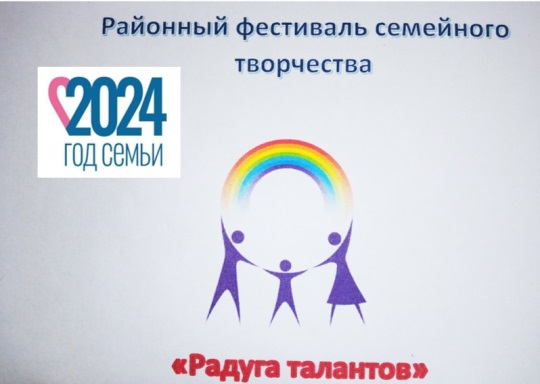 Районный фестиваль семейного
творчества
2024
ГОД СЕМЬИ
«Радуга талантов»